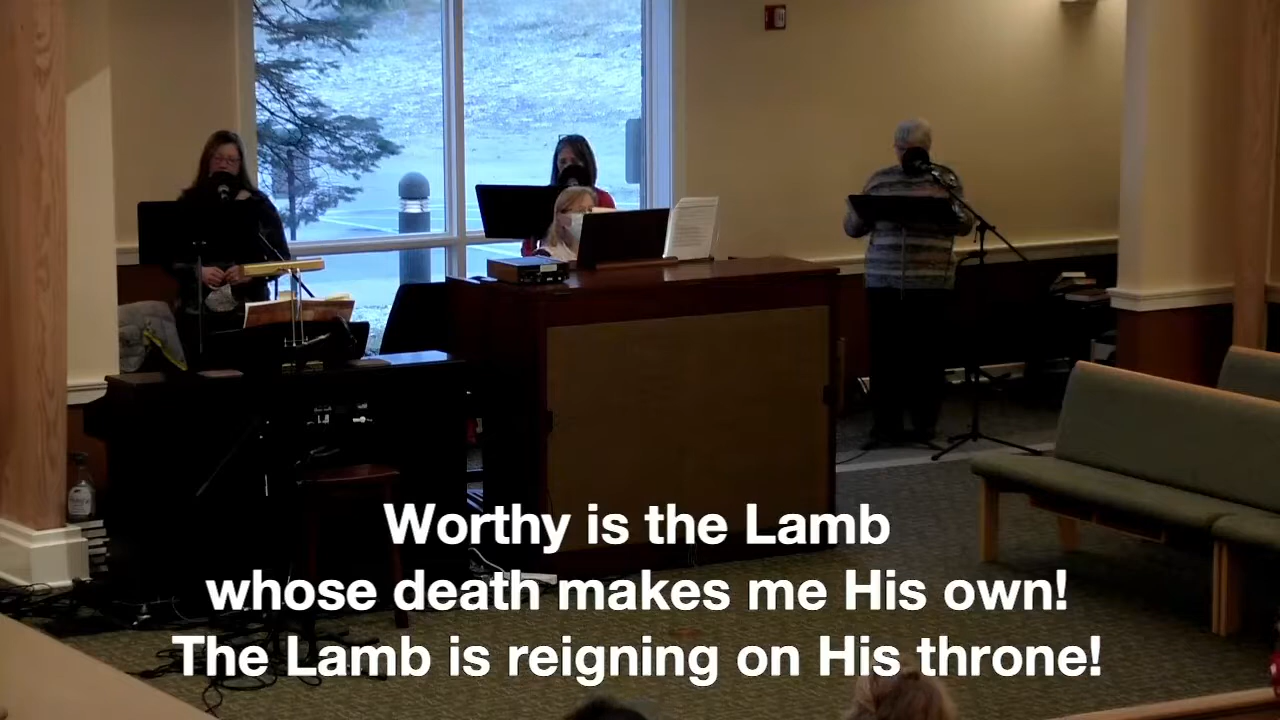 Worthy is the Lamb
whose death makes me His own!
The Lamb is reigning on His throne!